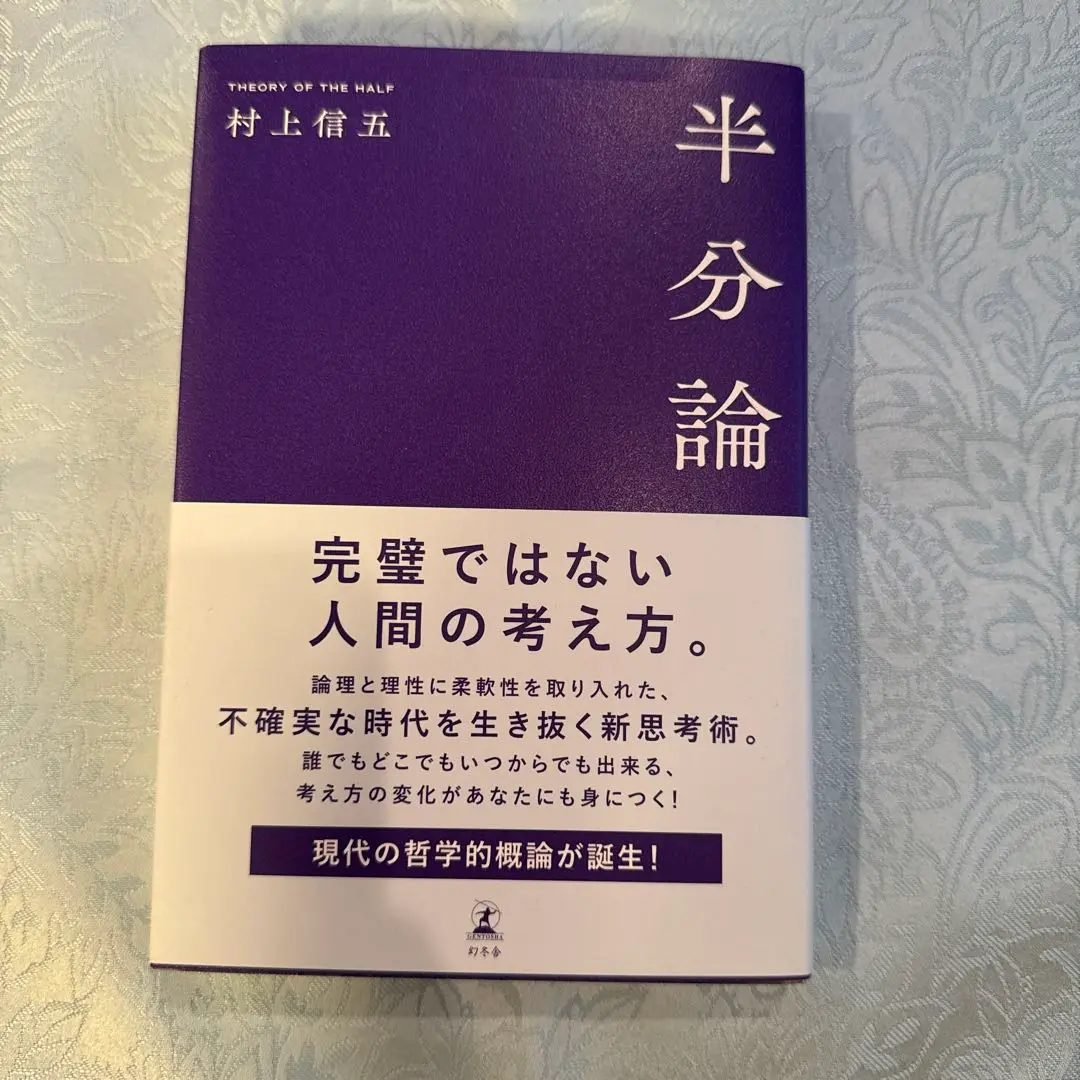 THEORY OF THE HALF
村上信五
半分論
完璧ではない
人間の考え方。
論理と理性に柔軟性を取り入れた、
不確実な時代を生き抜く新思考術。
誰でもどこでもいつからでも出来る、
考え方の変化があなたにも身につく!
現代の哲学的概論が誕生!
GENTOSHA
幻冬舎